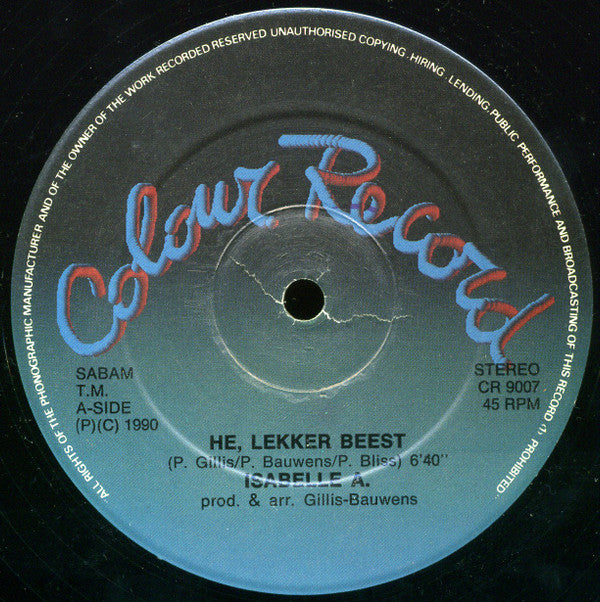 "ALL RIGHTS OF THE PHONOGRAPHIC MANUFACTURER AND OF THE OWNER OF THE WORK RECORDED RESERVED UNAUTHORISED COPYING . HIRING . LENDING . PUBLIC PERFORMANCE AND BROADCASTING OF THIS RECORD PROHIBITED"
Colour Record
SABAM
T.M.
A-SIDE
(P)(C) 1990
STEREO
CR 9007
45 RPM
HE, LEKKER BEEST
(P. Gillis/P. Bauwens/P. Bliss) 6'40"
ISABELLE A.
prod. & arr. Gillis-Bauwens